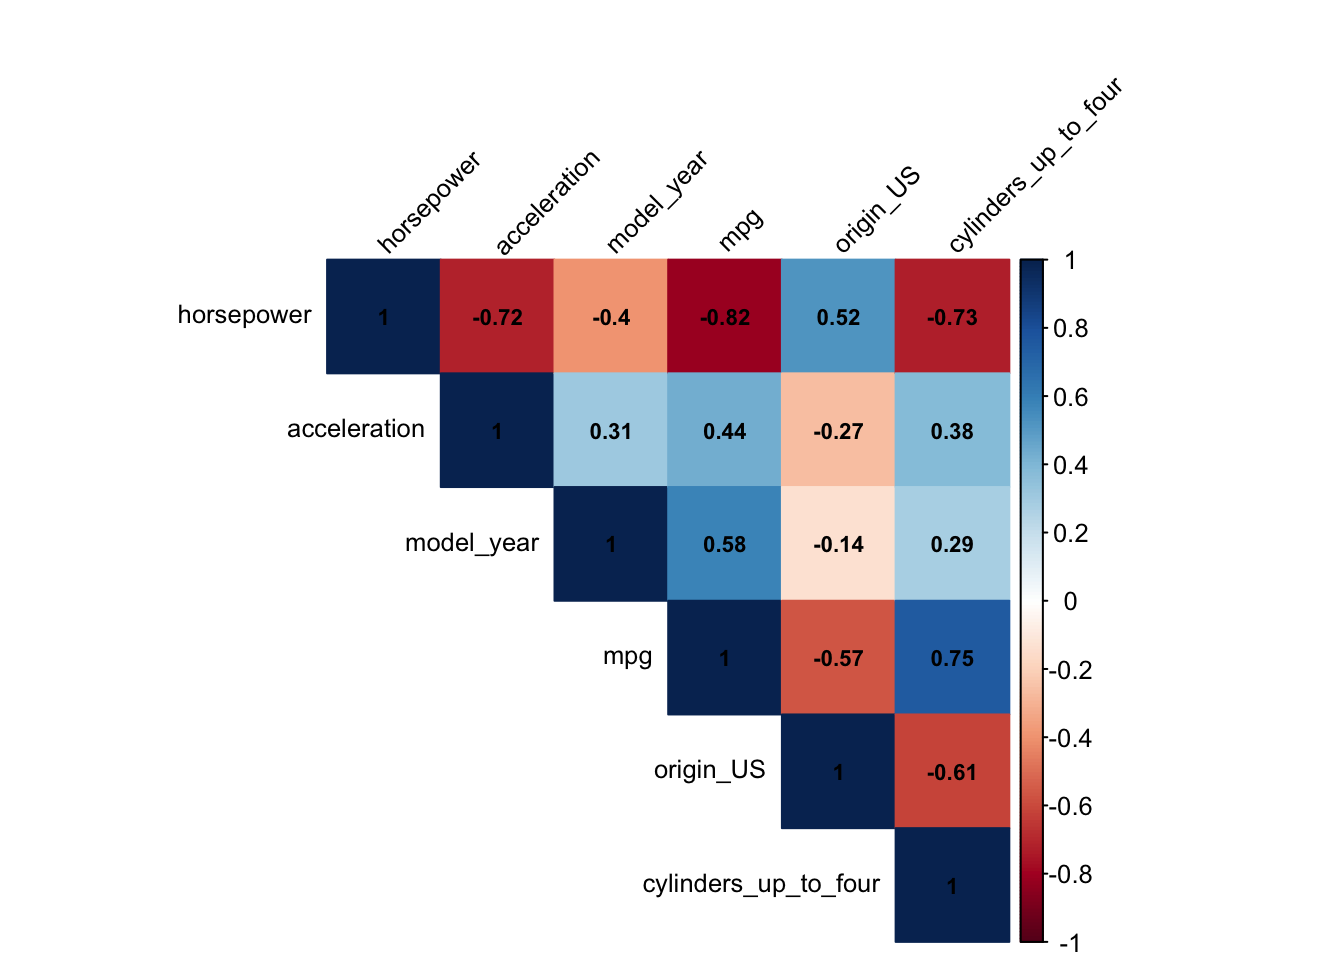 horsepower
acceleration
model_year
mpg
origin_US
cylinders_up_to_four
horsepower 1 -0.72 -0.4 -0.82 0.52 -0.73
acceleration 1 0.31 0.44 -0.27 0.38
model_year 1 0.58 -0.14 0.29
mpg 1 -0.57 0.75
origin_US 1 -0.61
cylinders_up_to_four 1
1
0.8
0.6
0.4
0.2
0
-0.2
-0.4
-0.6
-0.8
-1